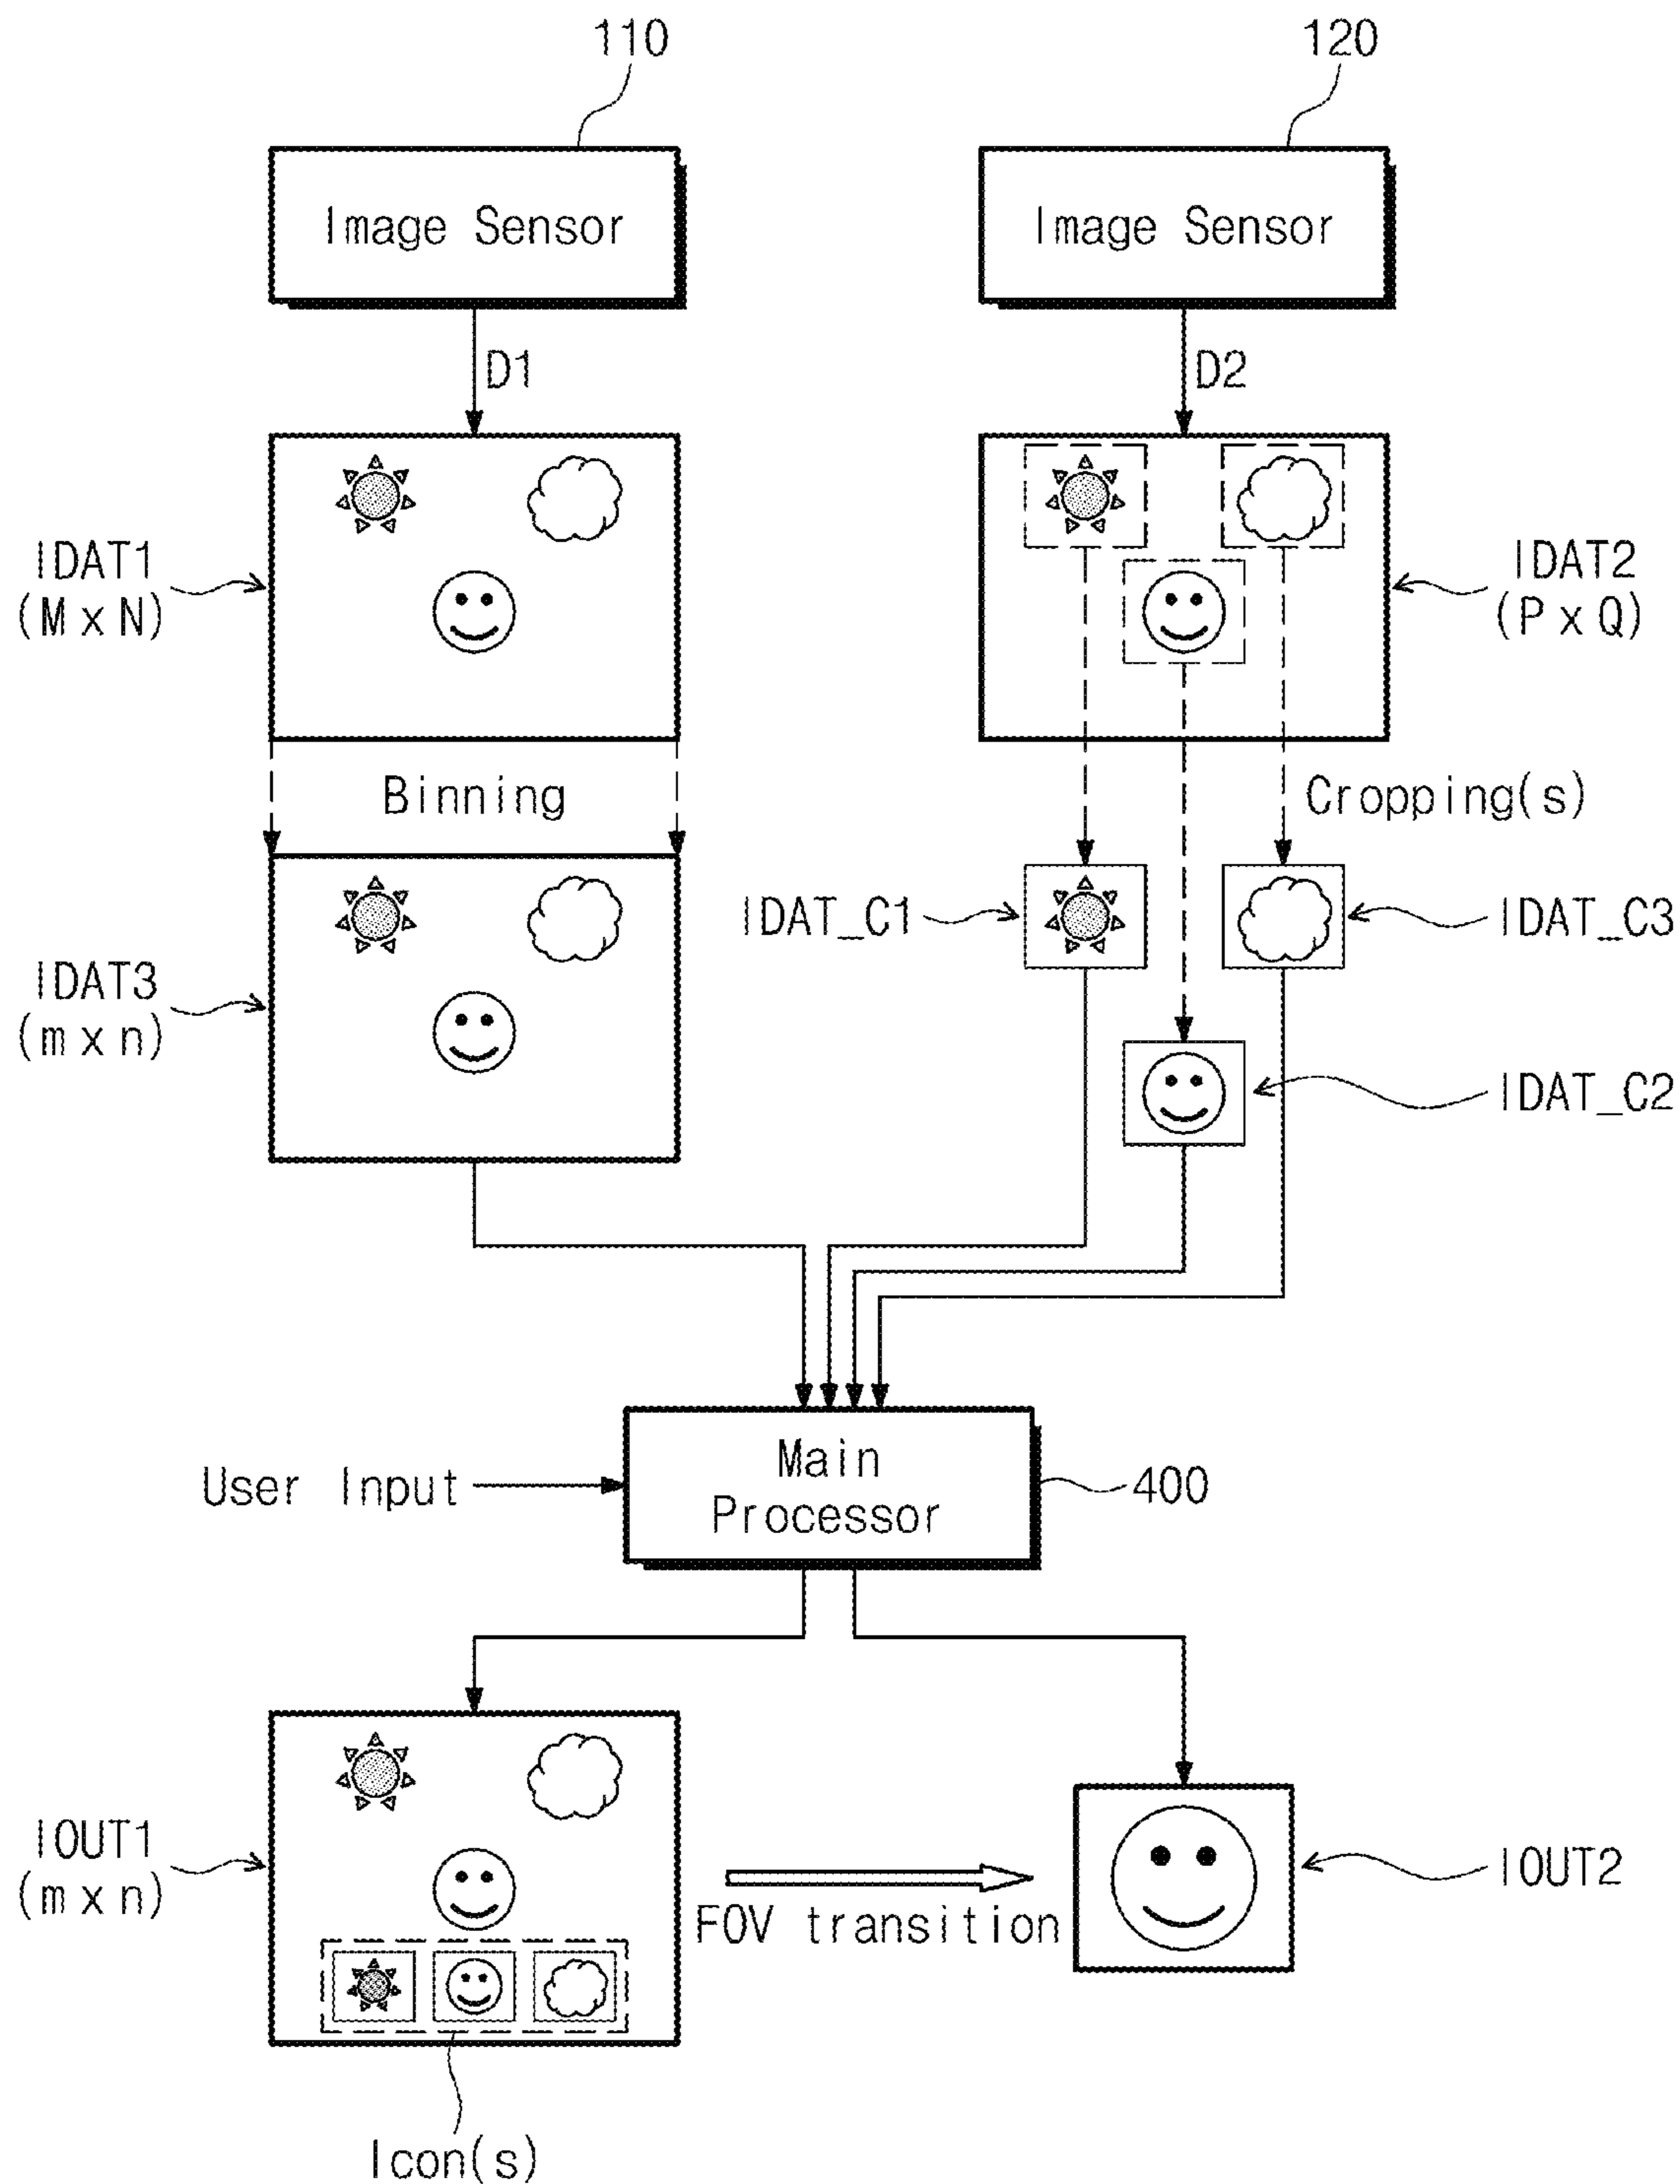 110
120
Image Sensor
Image Sensor
D1
D2
IDAT1
(M x N)
IDAT2
(P x Q)
Binning
Cropping(s)
IDAT_C1
IDAT_C3
IDAT3
(m x n)
IDAT_C2
User Input
Main
Processor
400
IOUT1
(m x n)
FOV transition
IOUT2
Icon(s)